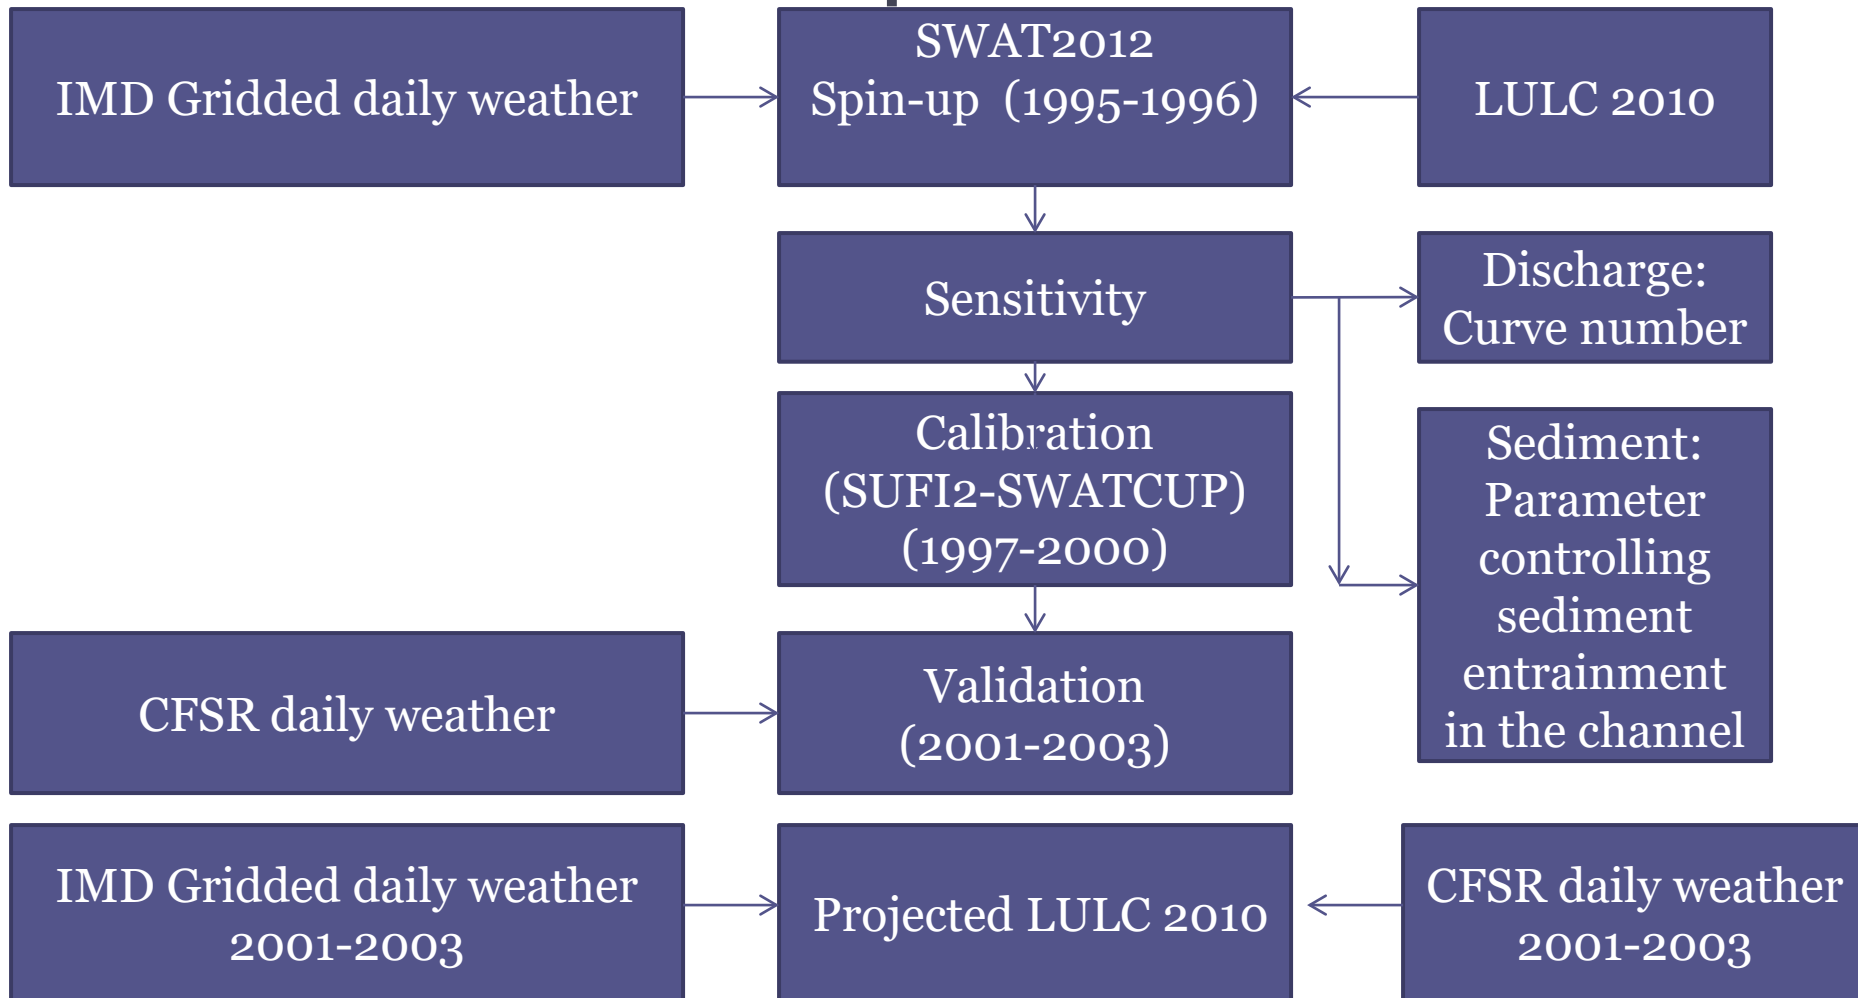 IMD Gridded daily weather
SWAT2012
Spin-up (1995-1996)
LULC 2010
Sensitivity
Discharge:
Curve number
Calibration
(SUFI2-SWATCUP)
(1997-2000)
Sediment:
Parameter
controlling
sediment
entrainment
in the channel
CFSR daily weather
Validation
(2001-2003)
IMD Gridded daily weather
2001-2003
Projected LULC 2010
CFSR daily weather
2001-2003